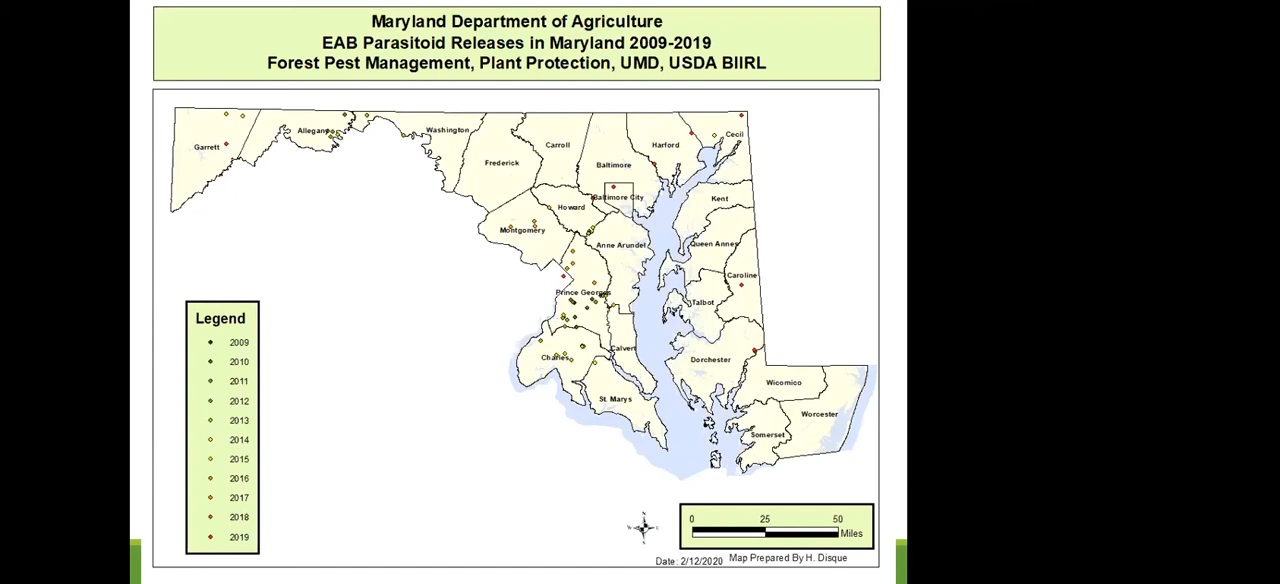 Maryland Department of Agriculture
EAB Parasitoid Releases in Maryland 2009-2019
Forest Pest Management, Plant Protection, UMD, USDA BIIRL
Garrett
Allegany
Washington
Frederick
Carroll
Baltimore
Harford
Cecil
Baltimore City
Howard
Kent
Montgomery
Anne Arundel
Queen Annes
Caroline
Prince Georges
Talbot
Calvert
Charles
Dorchester
Wicomico
St. Marys
Worcester
Somerset
Legend
2009
2010
2011
2012
2013
2014
2015
2016
2017
2018
2019
0 25 50
Miles
Date: 2/12/2020 Map Prepared By H. Disque